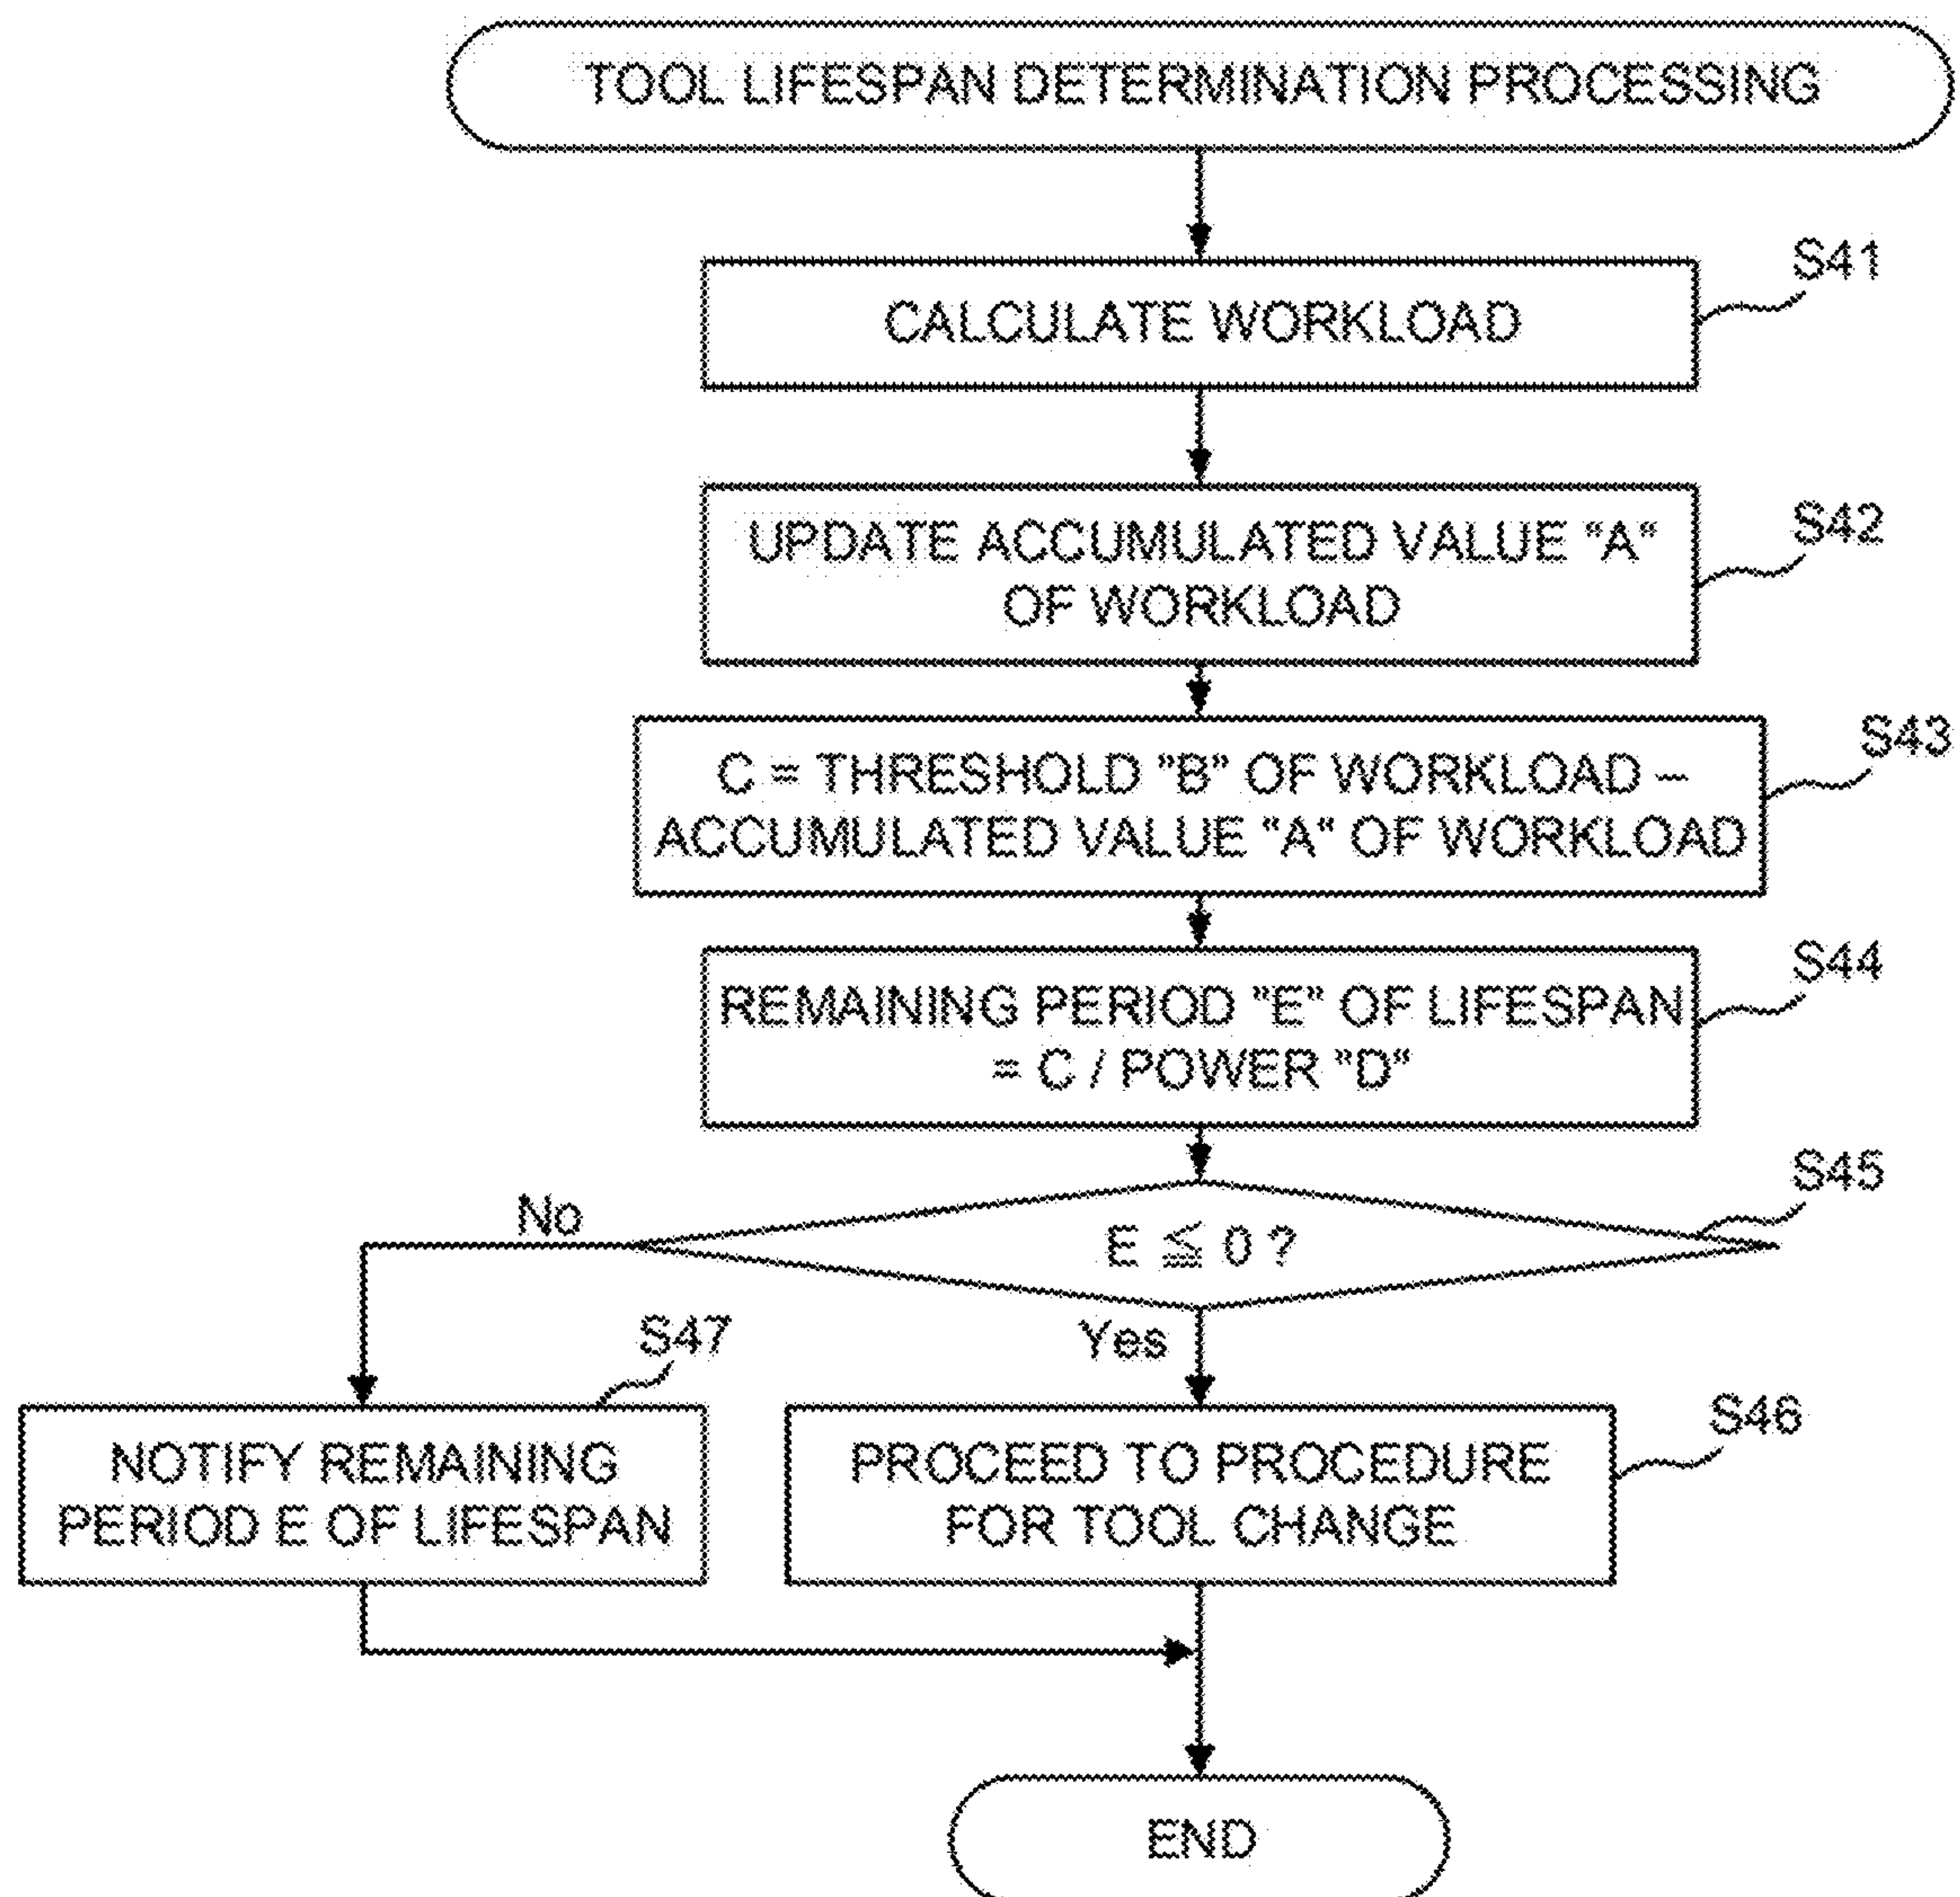 TOOL LIFESPAN DETERMINATION PROCESSING
S41
CALCULATE WORKLOAD
S42
UPDATE ACCUMULATED VALUE "A"
OF WORKLOAD
S43
C = THRESHOLD "B" OF WORKLOAD –
ACCUMULATED VALUE "A" OF WORKLOAD
S44
REMAINING PERIOD "E" OF LIFESPAN
= C / POWER "D"
S45
No
E ≦ 0 ?
S47
Yes
S46
NOTIFY REMAINING
PERIOD E OF LIFESPAN
PROCEED TO PROCEDURE
FOR TOOL CHANGE
END